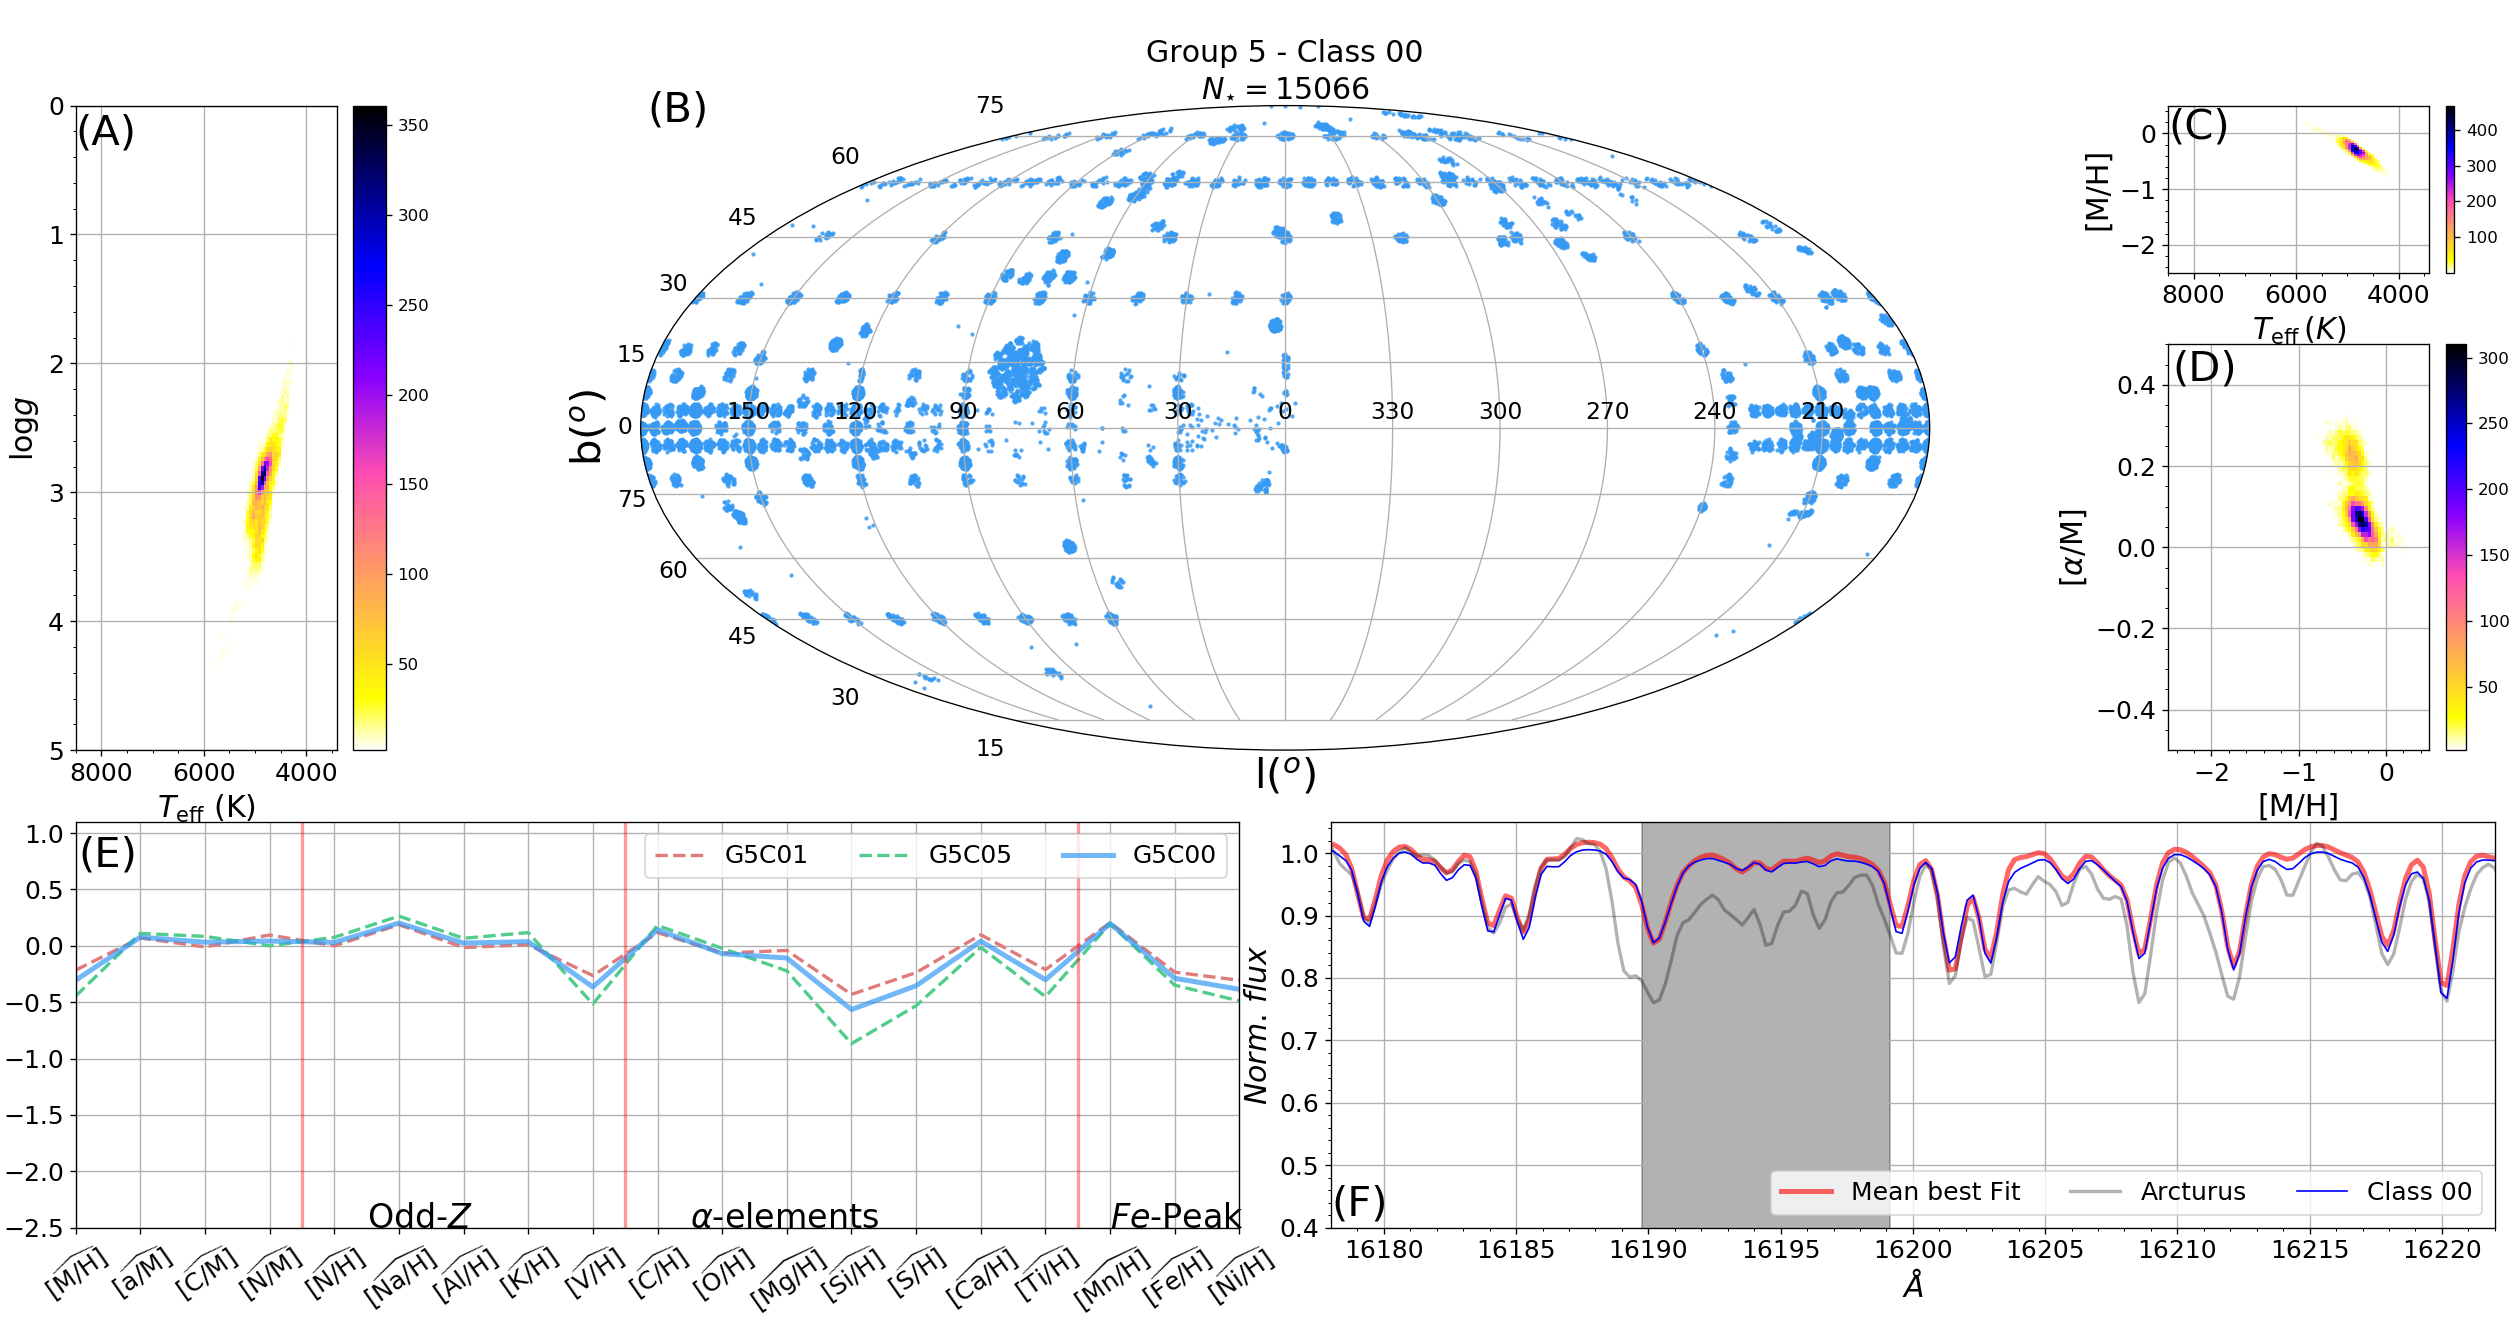 Group 5 - Class 00
N⋆ = 15066
(A)
0
1
2
3
4
5
logg
8000 6000 4000
Teff (K)
350
300
250
200
150
100
50
(B)
75
60
45
30
15
0
75
60
45
30
15
b(o)
150 120 90 60 30 0 330 300 270 240 210
l(o)
(C)
0
−1
−2
[M/H]
8000 6000 4000
Teff (K)
400
300
200
100
(D)
0.4
0.2
0.0
−0.2
−0.4
[α/M]
−2 −1 0
[M/H]
300
250
200
150
100
50
(E)
1.0
0.5
0.0
−0.5
−1.0
−1.5
−2.0
−2.5
G5C01 G5C05 G5C00
Odd-Z α-elements Fe-Peak
[M/H] [a/M] [C/M] [N/M] [N/H] [Na/H] [Al/H] [K/H] [V/H] [C/H] [O/H] [Mg/H] [Si/H] [S/H] [Ca/H] [Ti/H] [Mn/H] [Fe/H] [Ni/H]
(F)
1.0
0.9
0.8
0.7
0.6
0.5
0.4
Norm. flux
Mean best Fit Arcturus Class 00
16180 16185 16190 16195 16200 16205 16210 16215 16220
Å